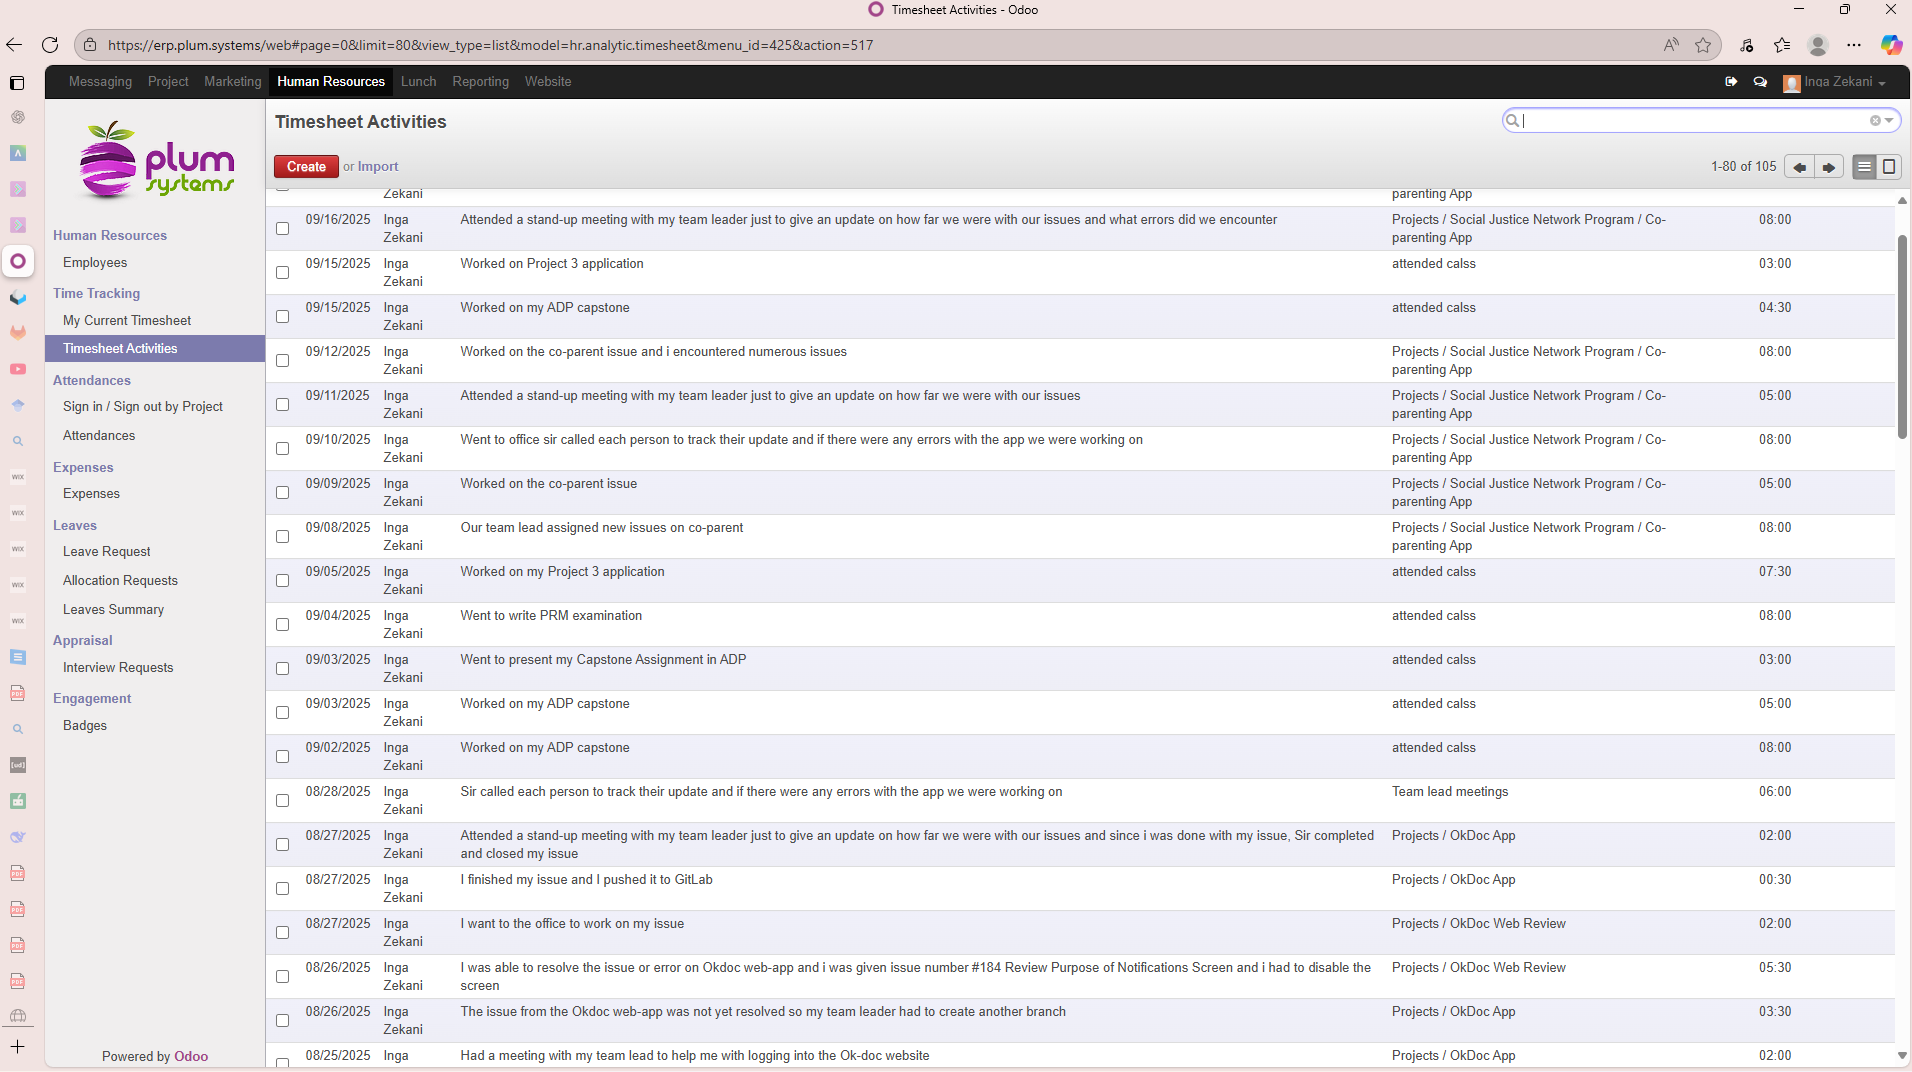 Timesheet Activities - Odoo
https://erp.plum.systems/web#page=0&limit=80&view_type=list&model=hr.analytic.timesheet&menu_id=425&action=517
Messaging Project Marketing Human Resources Lunch Reporting Website Inga Zekani
plum
systems
Human Resources
Employees
Time Tracking
My Current Timesheet
Timesheet Activities
Attendances
Sign in / Sign out by Project
Attendances
Expenses
Expenses
Leaves
Leave Request
Allocation Requests
Leaves Summary
Appraisal
Interview Requests
Engagement
Badges
Powered by Odoo
Timesheet Activities
Create or Import
1-80 of 105
Zekani parenting App
09/16/2025 Inga Attended a stand-up meeting with my team leader just to give an update on how far we were with our issues and what errors did we encounter Projects / Social Justice Network Program / Co- 08:00
Zekani parenting App
09/15/2025 Inga Worked on Project 3 application attended calss 03:00
Zekani
09/15/2025 Inga Worked on my ADP capstone attended calss 04:30
Zekani
09/12/2025 Inga Worked on the co-parent issue and i encountered numerous issues Projects / Social Justice Network Program / Co- 08:00
Zekani parenting App
09/11/2025 Inga Attended a stand-up meeting with my team leader just to give an update on how far we were with our issues Projects / Social Justice Network Program / Co- 05:00
Zekani parenting App
09/10/2025 Inga Went to office sir called each person to track their update and if there were any errors with the app we were working on Projects / Social Justice Network Program / Co- 08:00
Zekani parenting App
09/09/2025 Inga Worked on the co-parent issue Projects / Social Justice Network Program / Co- 05:00
Zekani parenting App
09/08/2025 Inga Our team lead assigned new issues on co-parent Projects / Social Justice Network Program / Co- 08:00
Zekani parenting App
09/05/2025 Inga Worked on my Project 3 application attended calss 07:30
Zekani
09/04/2025 Inga Went to write PRM examination attended calss 08:00
Zekani
09/03/2025 Inga Went to present my Capstone Assignment in ADP attended calss 03:00
Zekani
09/03/2025 Inga Worked on my ADP capstone attended calss 05:00
Zekani
09/02/2025 Inga Worked on my ADP capstone attended calss 08:00
Zekani
08/28/2025 Inga Sir called each person to track their update and if there were any errors with the app we were working on Team lead meetings 06:00
Zekani
08/27/2025 Inga Attended a stand-up meeting with my team leader just to give an update on how far we were with our issues and since i was done with my issue, Sir completed Projects / OkDoc App 02:00
Zekani and closed my issue
08/27/2025 Inga I finished my issue and I pushed it to GitLab Projects / OkDoc App 00:30
Zekani
08/27/2025 Inga I want to the office to work on my issue Projects / OkDoc Web Review 02:00
Zekani
08/26/2025 Inga I was able to resolve the issue or error on Okdoc web-app and i was given issue number #184 Review Purpose of Notifications Screen and i had to disable the Projects / OkDoc Web Review 05:30
Zekani screen
08/26/2025 Inga The issue from the Okdoc web-app was not yet resolved so my team leader had to create another branch Projects / OkDoc App 03:30
Zekani
08/25/2025 Inga Had a meeting with my team lead to help me with logging into the Ok-doc website Projects / OkDoc App 02:00